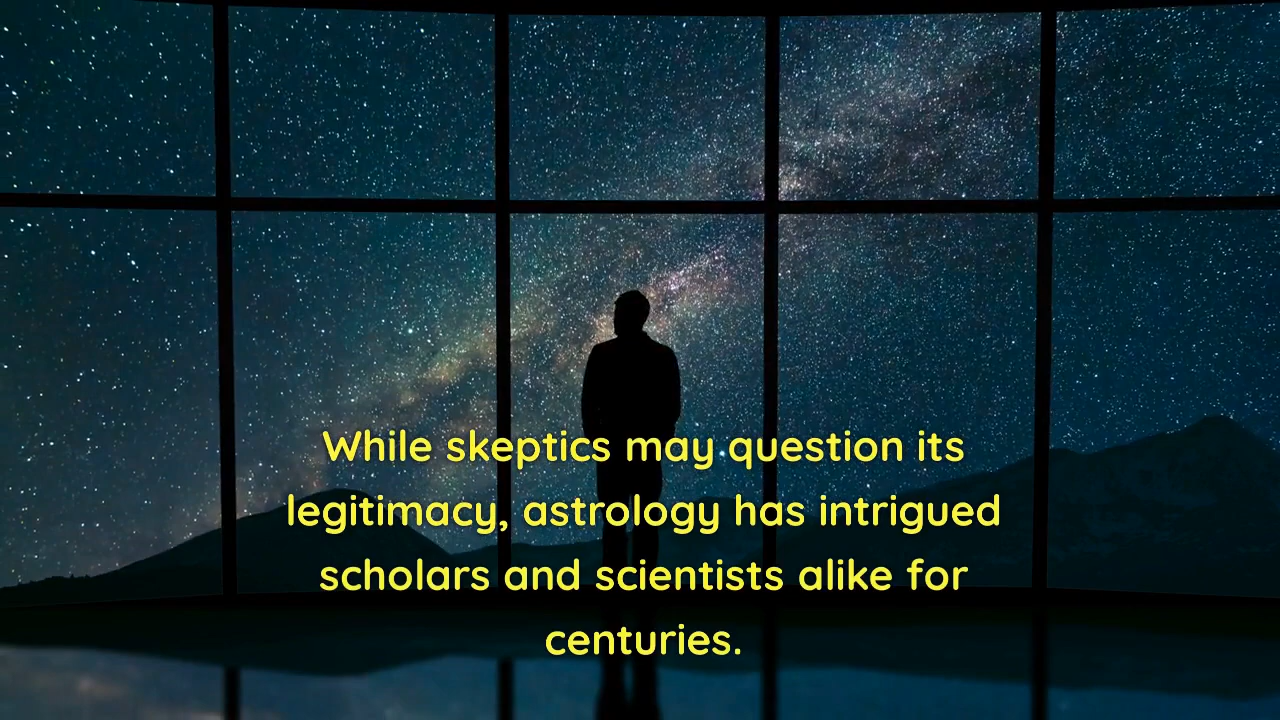 While skeptics may question its
legitimacy, astrology has intrigued
scholars and scientists alike for
centuries.